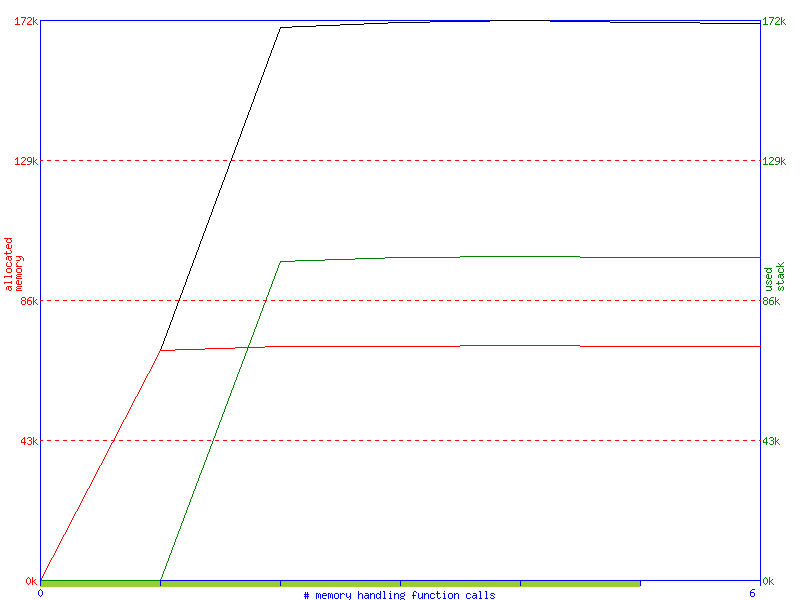 172k
172k
129k
129k
allocated
memory
used
stack
86k
86k
43k
43k
0k
0k
0
# memory handling function calls
6